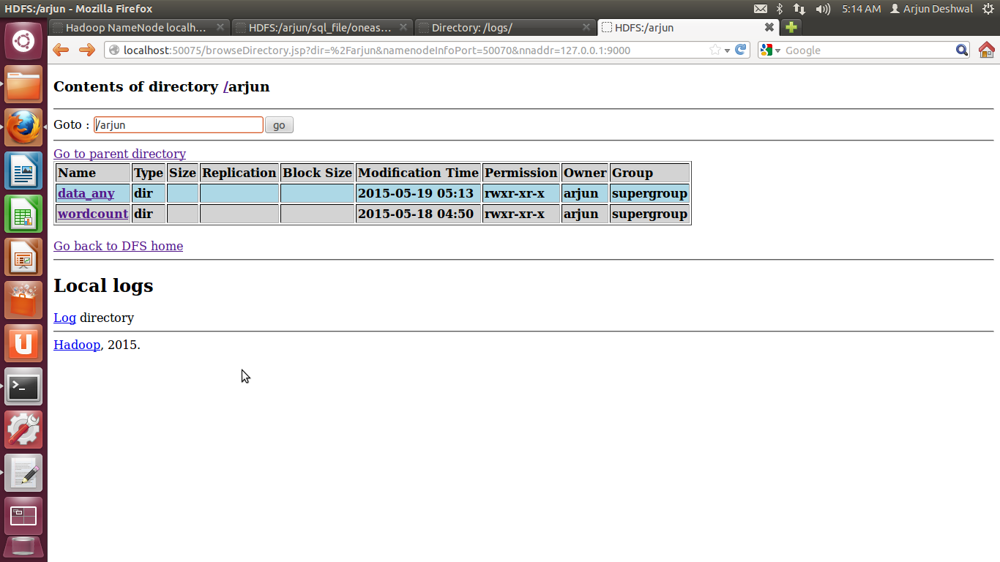 HDFS:/arjun - Mozilla Firefox
5:14 AM Arjun Deshwal
Hadoop NameNode localh...
HDFS:/arjun/sql_file/oneas...
Directory: /logs/
HDFS:/arjun
localhost:50075/browseDirectory.jsp?dir=%2Farjun&namenodeInfoPort=50070&nnaddr=127.0.0.1:9000
Google
Contents of directory /arjun
Goto : /arjun go
Go to parent directory
Name Type Size Replication Block Size Modification Time Permission Owner Group
data_any dir 2015-05-19 05:13 rwxr-xr-x arjun supergroup
wordcount dir 2015-05-18 04:50 rwxr-xr-x arjun supergroup
Go back to DFS home
Local logs
Log directory
Hadoop, 2015.